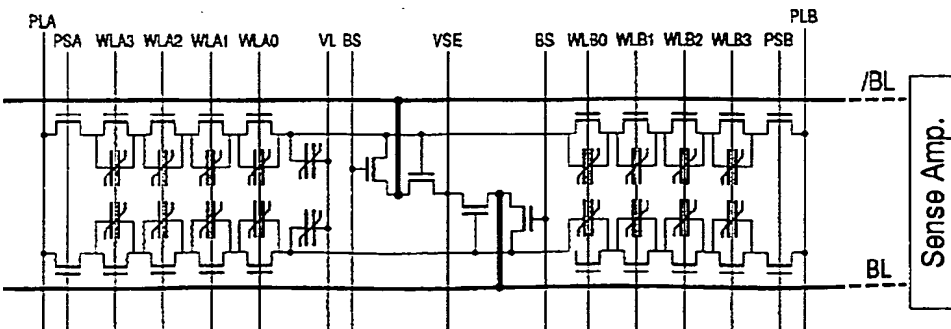 PLA PLB
PSA WLA3 WLA2 WLA1 WLA0 VL BS VSE BS WLB0 WLB1 WLB2 WLB3 PSB
/BL
Sense Amp.
BL